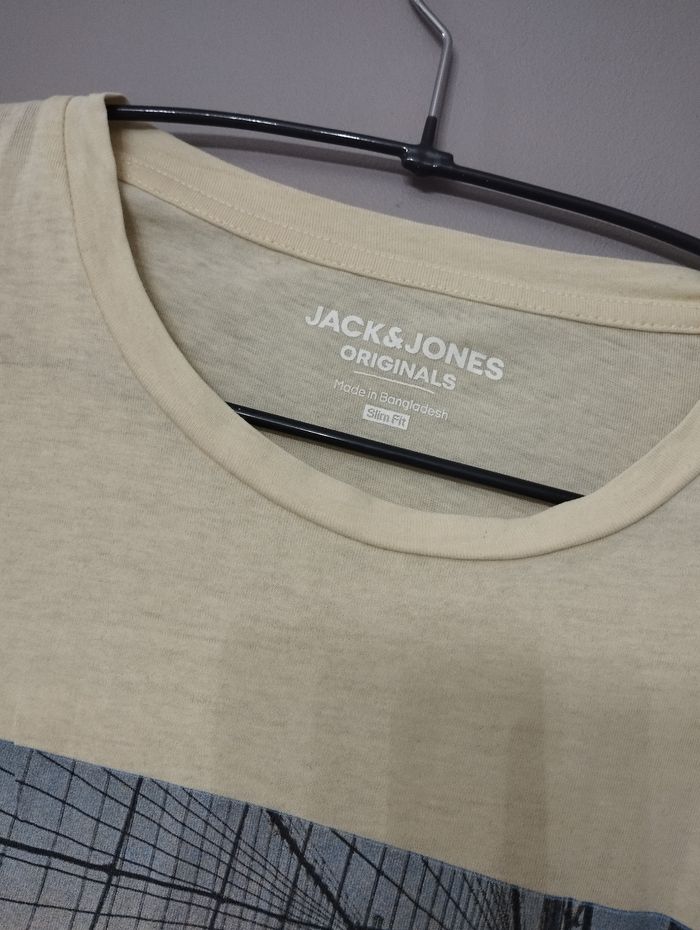 JACK&JONES
ORIGINALS
Made in Bangladesh
Slim Fit